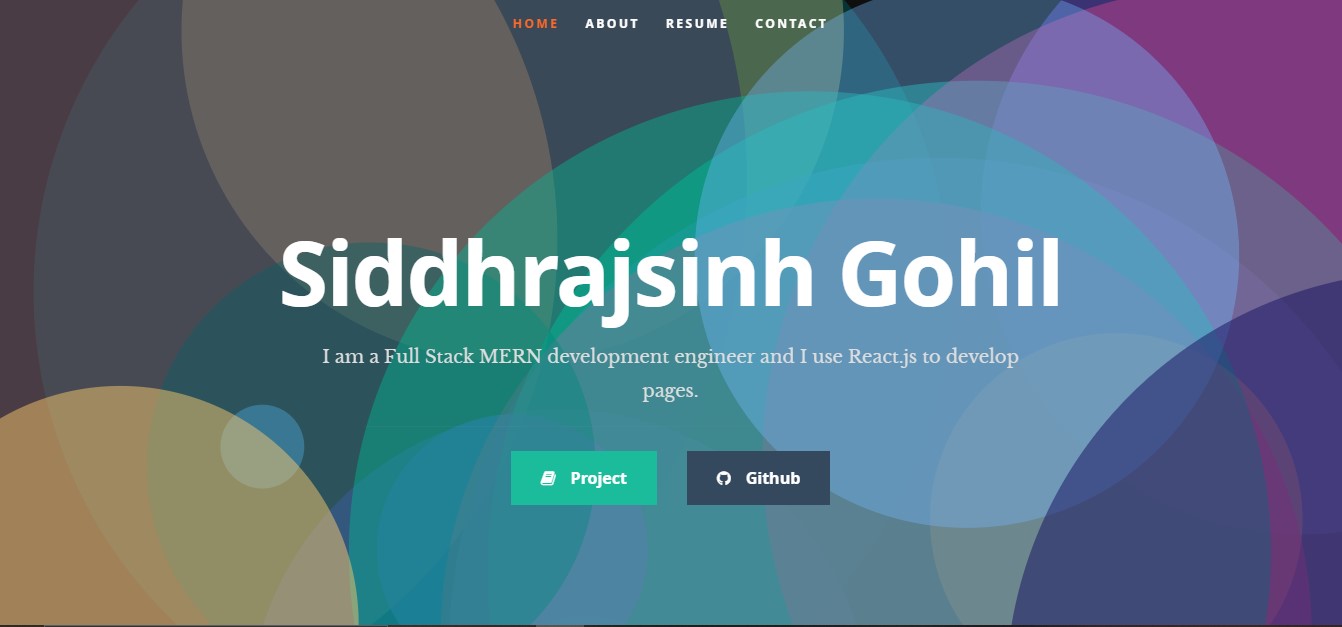 HOME ABOUT RESUME CONTACT
Siddhrajsinh Gohil
I am a Full Stack MERN development engineer and I use React.js to develop
pages.
Project Github